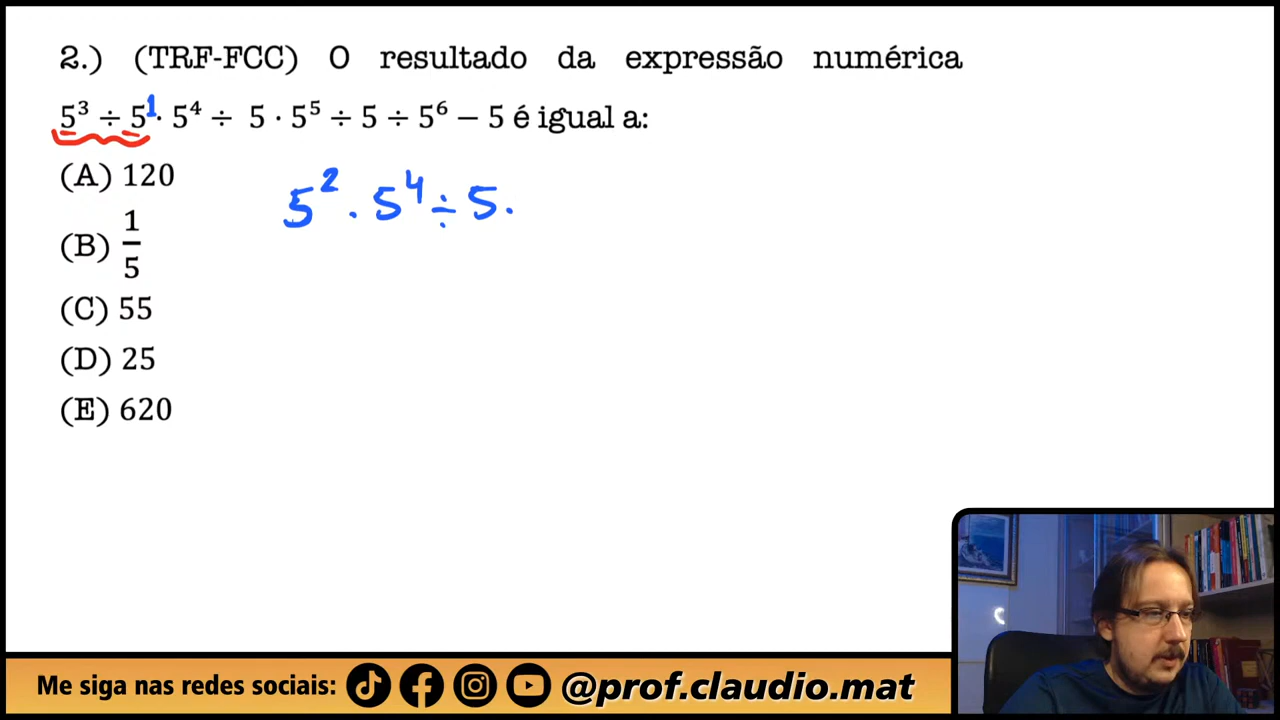 2.) (TRF-FCC) O resultado da expressão numérica
5³ ÷ 5¹· 5⁴ ÷ 5 · 5⁵ ÷ 5 ÷ 5⁶ − 5 é igual a:
(A) 120
5² · 5⁴ ÷ 5 ·
(B) 1/5
(C) 55
(D) 25
(E) 620
Me siga nas redes sociais: @prof.claudio.mat